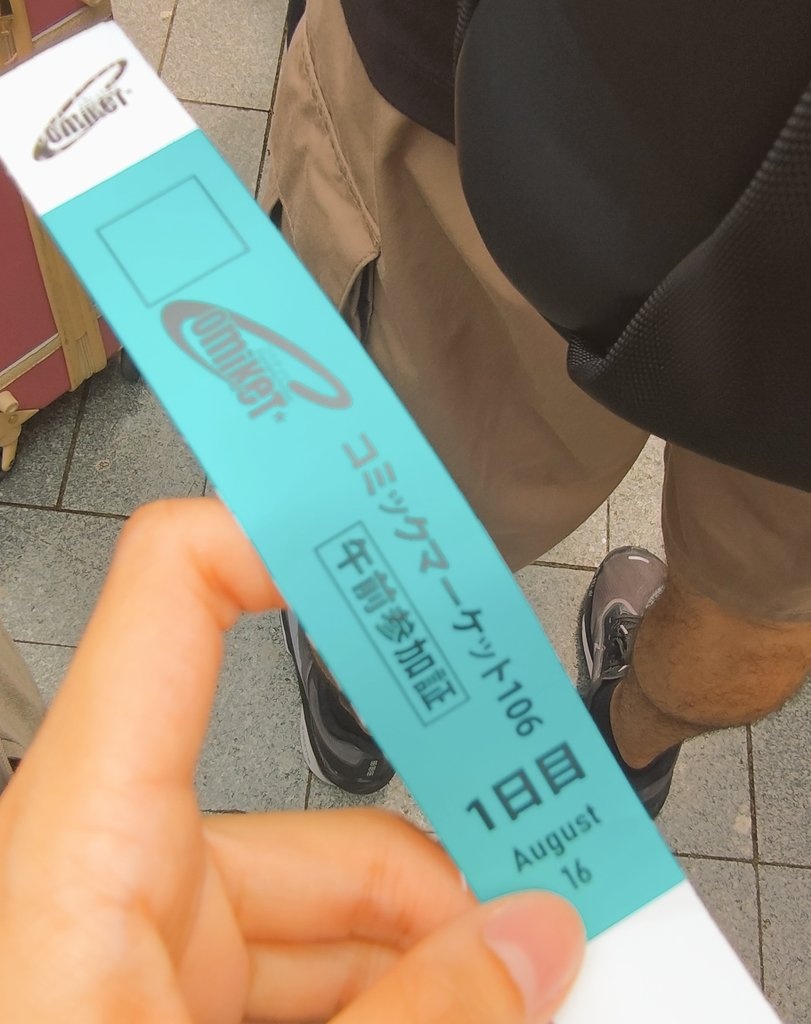 Comiket
Comiket
コミックマーケット106
午前参加証
1日目
August
16